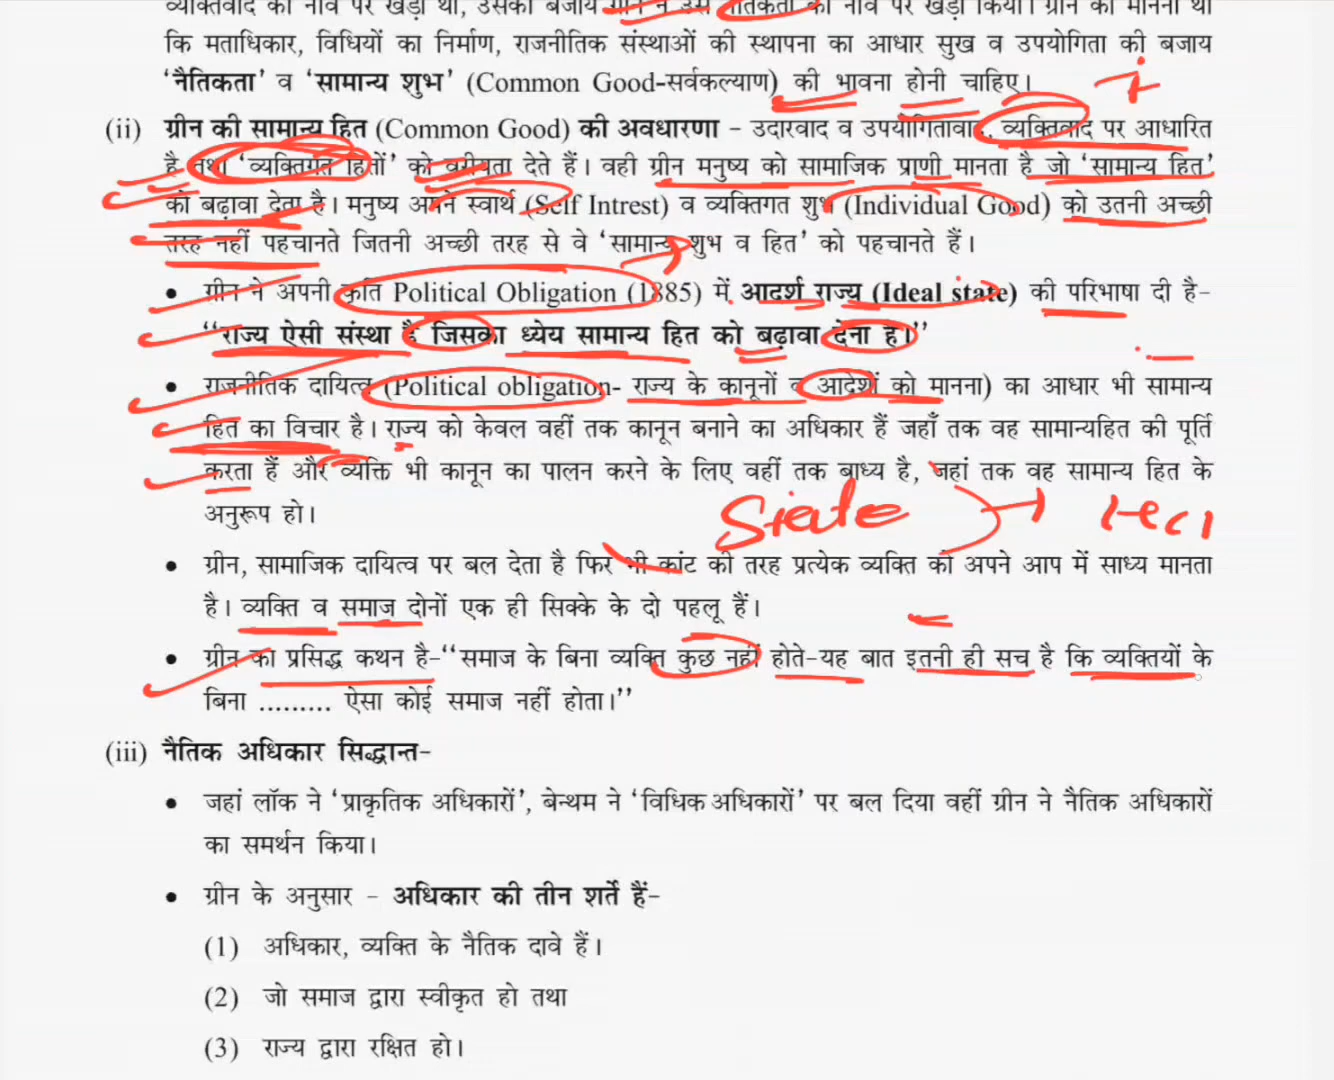 व्यक्तिवाद की नींव पर खड़ा था, उसकी बजाय ग्रीन ने उसे नैतिकता की नींव पर खड़ा किया। ग्रीन का मानना था
कि मताधिकार, विधियों का निर्माण, राजनीतिक संस्थाओं की स्थापना का आधार सुख व उपयोगिता की बजाय
‘नैतिकता’ व ‘सामान्य शुभ’ (Common Good-सर्वकल्याण) की भावना होनी चाहिए।
(ii) ग्रीन की सामान्य हित (Common Good) की अवधारणा – उदारवाद व उपयोगितावाद, व्यक्तिवाद पर आधारित
है तथा ‘व्यक्तिगत हितों’ को वरीयता देते हैं। वही ग्रीन मनुष्य को सामाजिक प्राणी मानता है जो ‘सामान्य हित’
को बढ़ावा देता है। मनुष्य अपने स्वार्थ (Self Intrest) व व्यक्तिगत शुभ (Individual Good) को उतनी अच्छी
तरह नहीं पहचानते जितनी अच्छी तरह से वे ‘सामान्य शुभ व हित’ को पहचानते हैं।
• ग्रीन ने अपनी कृति Political Obligation (1885) में आदर्श राज्य (Ideal state) की परिभाषा दी है-
‘‘राज्य ऐसी संस्था है जिसका ध्येय सामान्य हित को बढ़ावा देना है।’’
• राजनीतिक दायित्व (Political obligation- राज्य के कानूनों व आदेशों को मानना) का आधार भी सामान्य
हित का विचार है। राज्य को केवल वहीं तक कानून बनाने का अधिकार हैं जहाँ तक वह सामान्यहित की पूर्ति
करता हैं और व्यक्ति भी कानून का पालन करने के लिए वहीं तक बाध्य है, जहां तक वह सामान्य हित के
अनुरूप हो।
State
• ग्रीन, सामाजिक दायित्व पर बल देता है फिर भी कांट की तरह प्रत्येक व्यक्ति को अपने आप में साध्य मानता
है। व्यक्ति व समाज दोनों एक ही सिक्के के दो पहलू हैं।
• ग्रीन का प्रसिद्ध कथन है-‘‘समाज के बिना व्यक्ति कुछ नहीं होते-यह बात इतनी ही सच है कि व्यक्तियों के
बिना ......... ऐसा कोई समाज नहीं होता।’’
(iii) नैतिक अधिकार सिद्धान्त-
• जहां लॉक ने ‘प्राकृतिक अधिकारों’, बेन्थम ने ‘विधिक अधिकारों’ पर बल दिया वहीं ग्रीन ने नैतिक अधिकारों
का समर्थन किया।
• ग्रीन के अनुसार – अधिकार की तीन शर्ते हैं-
(1) अधिकार, व्यक्ति के नैतिक दावे हैं।
(2) जो समाज द्वारा स्वीकृत हो तथा
(3) राज्य द्वारा रक्षित हो।